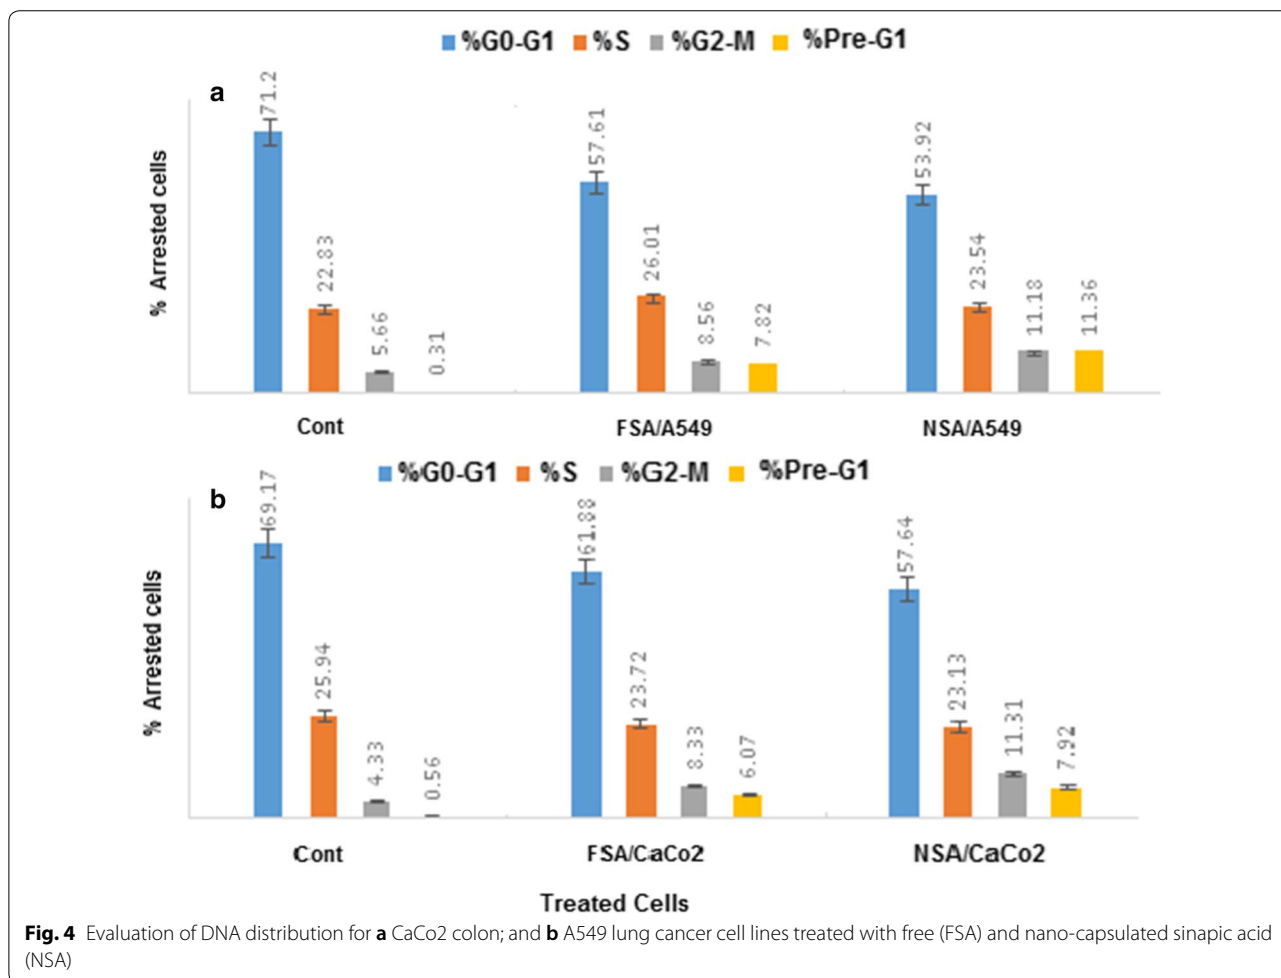 %G0-G1 %S %G2-M %Pre-G1
a
% Arrested cells
71.2
22.83
5.66
0.31
57.61
26.01
8.56
7.82
53.92
23.54
11.18
11.36
Cont FSA/A549 NSA/A549
%G0-G1 %S %G2-M %Pre-G1
b
% Arrested cells
69.17
25.94
4.33
0.56
61.88
23.72
8.33
6.07
57.64
23.13
11.31
7.92
Cont FSA/CaCo2 NSA/CaCo2
Treated Cells
Fig. 4 Evaluation of DNA distribution for a CaCo2 colon; and b A549 lung cancer cell lines treated with free (FSA) and nano-capsulated sinapic acid
(NSA)